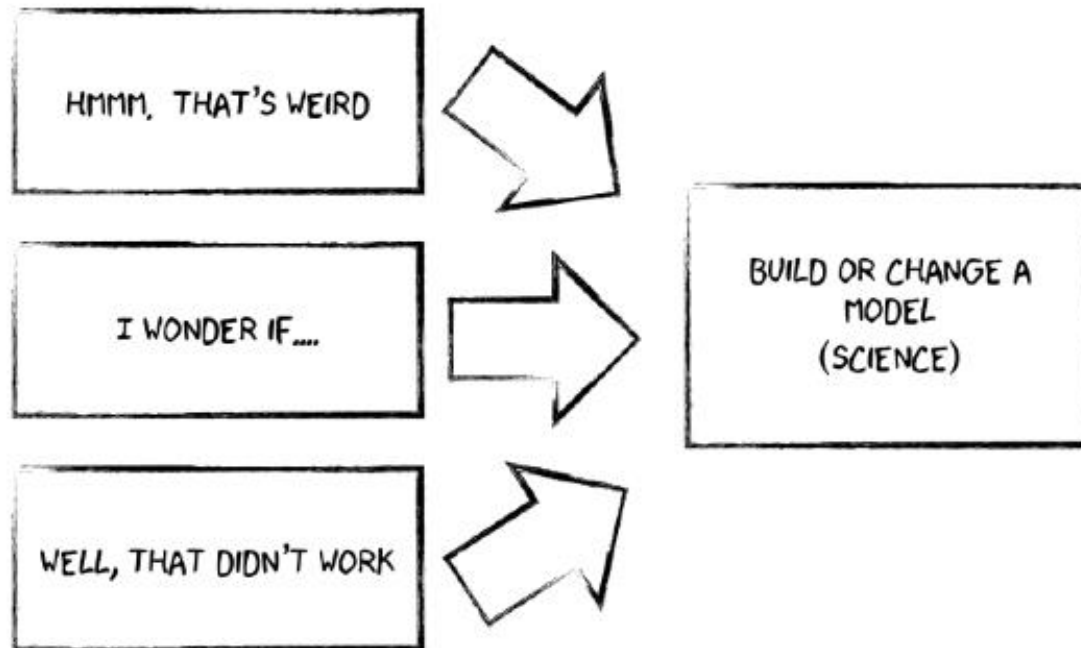 HMMM. THAT'S WEIRD
I WONDER IF....
WELL, THAT DIDN'T WORK
BUILD OR CHANGE A
MODEL
(SCIENCE)